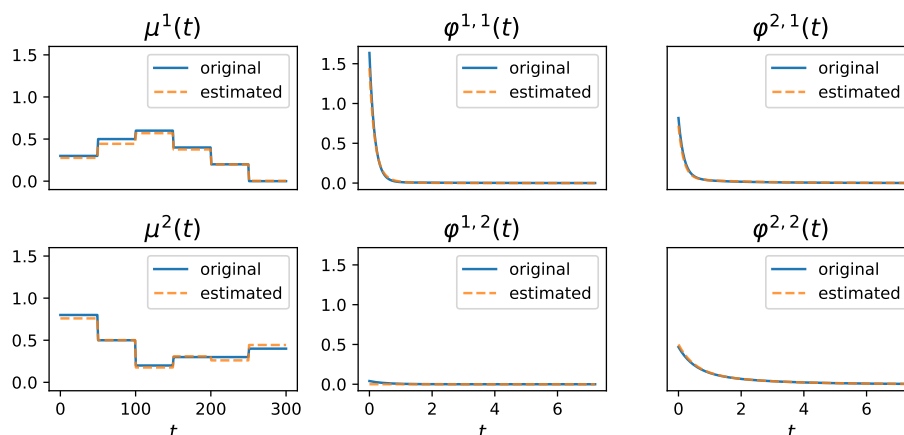 μ¹(t) φ¹,¹(t) φ²,¹(t)
1.5
1.0
0.5
0.0
original
estimated
1.5
1.0
0.5
0.0
original
estimated
original
estimated
μ²(t) φ¹,²(t) φ²,²(t)
1.5
1.0
0.5
0.0
original
estimated
0 100 200 300
t
1.5
1.0
0.5
0.0
original
estimated
0 2 4 6
t
original
estimated
0 2 4 6
t